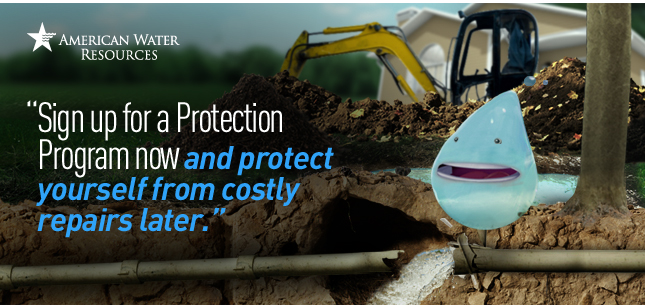 AMERICAN WATER
RESOURCES
“Sign up for a Protection
Program now and protect
yourself from costly
repairs later.”